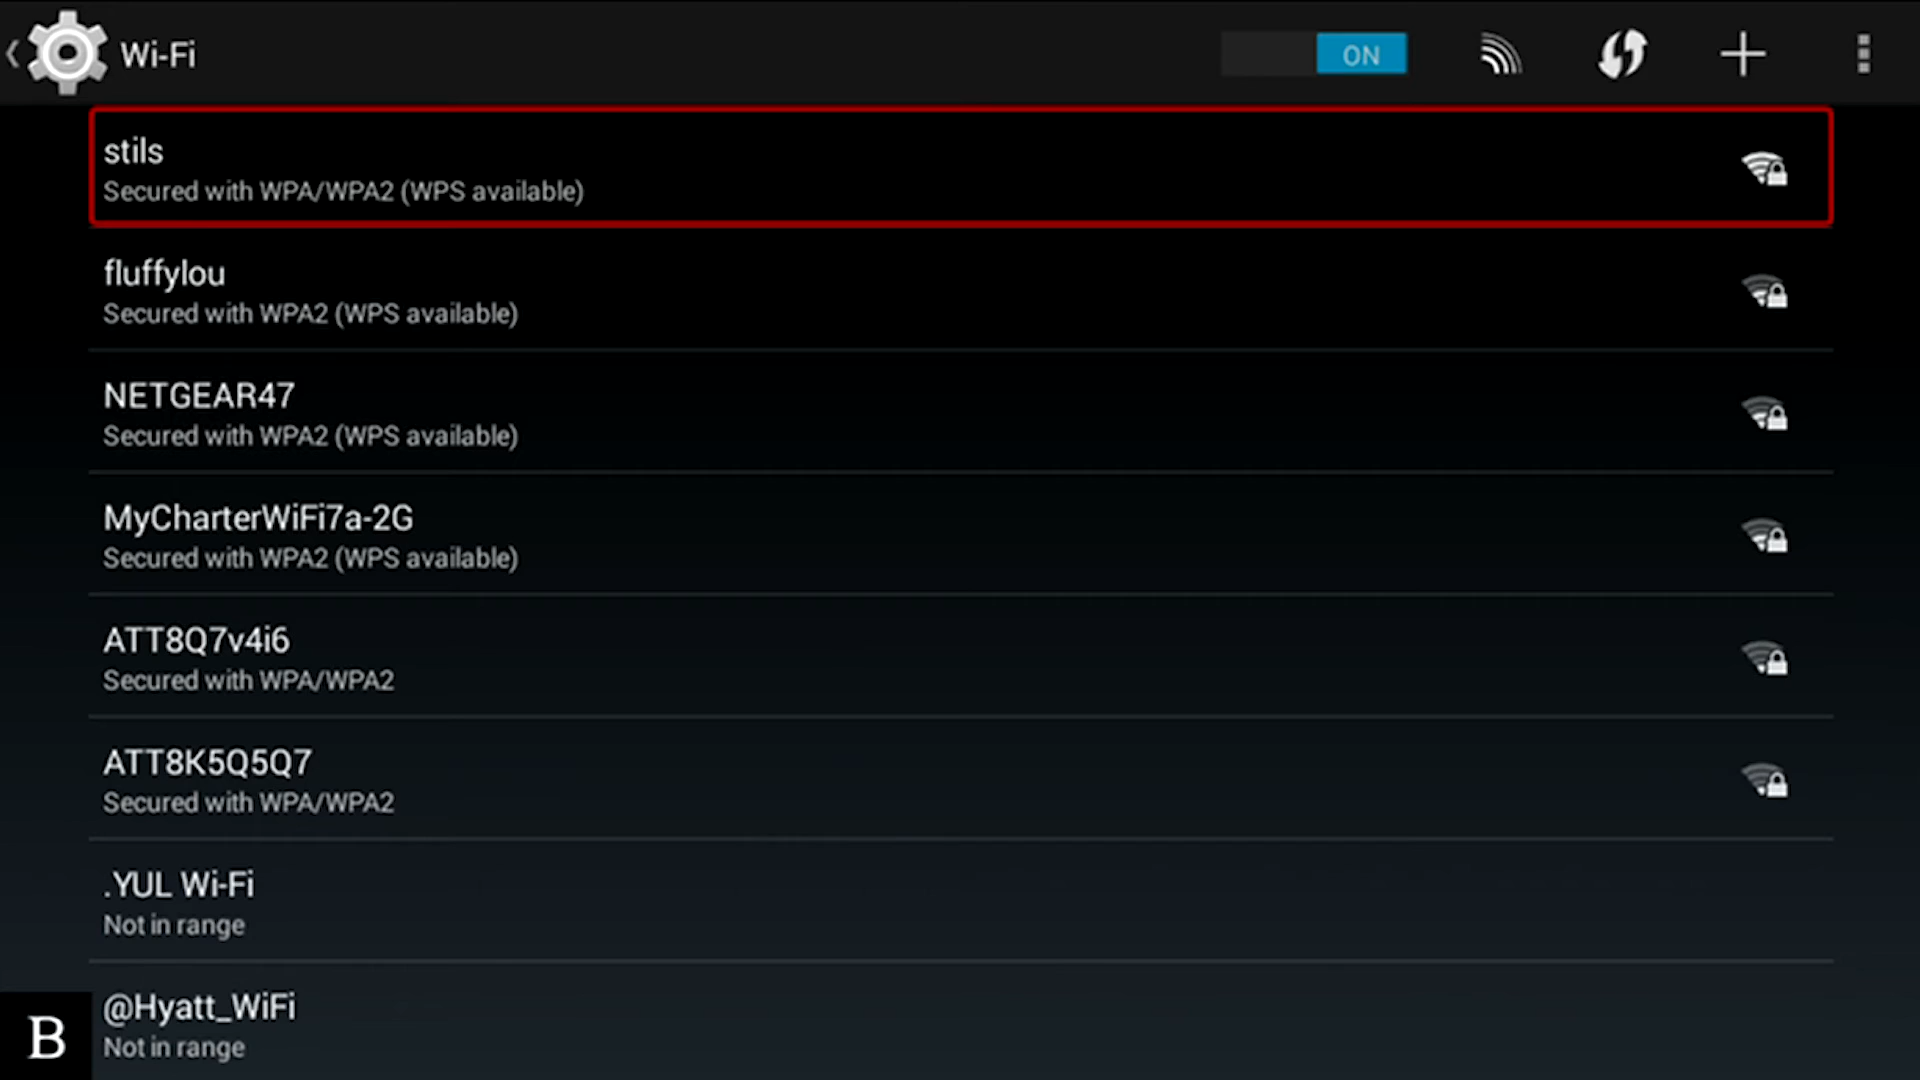 Wi-Fi
ON
stils
Secured with WPA/WPA2 (WPS available)
fluffylou
Secured with WPA2 (WPS available)
NETGEAR47
Secured with WPA2 (WPS available)
MyCharterWiFi7a-2G
Secured with WPA2 (WPS available)
ATT8Q7v4i6
Secured with WPA/WPA2
ATT8K5Q5Q7
Secured with WPA/WPA2
.YUL Wi-Fi
Not in range
@Hyatt_WiFi
Not in range
B